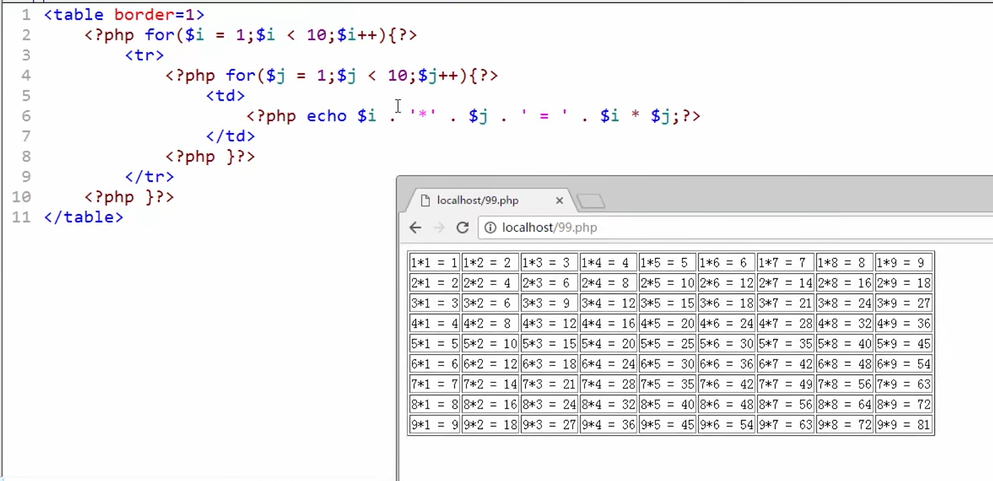 1 <table border=1>
2 <?php for($i = 1;$i < 10;$i++){?>
3 <tr>
4 <?php for($j = 1;$j < 10;$j++){?>
5 <td>
6 <?php echo $i . '*' . $j . ' = ' . $i * $j;?>
7 </td>
8 <?php }?>
9 </tr>
10 <?php }?>
11 </table>
localhost/99.php
localhost/99.php
1*1 = 1 1*2 = 2 1*3 = 3 1*4 = 4 1*5 = 5 1*6 = 6 1*7 = 7 1*8 = 8 1*9 = 9
2*1 = 2 2*2 = 4 2*3 = 6 2*4 = 8 2*5 = 10 2*6 = 12 2*7 = 14 2*8 = 16 2*9 = 18
3*1 = 3 3*2 = 6 3*3 = 9 3*4 = 12 3*5 = 15 3*6 = 18 3*7 = 21 3*8 = 24 3*9 = 27
4*1 = 4 4*2 = 8 4*3 = 12 4*4 = 16 4*5 = 20 4*6 = 24 4*7 = 28 4*8 = 32 4*9 = 36
5*1 = 5 5*2 = 10 5*3 = 15 5*4 = 20 5*5 = 25 5*6 = 30 5*7 = 35 5*8 = 40 5*9 = 45
6*1 = 6 6*2 = 12 6*3 = 18 6*4 = 24 6*5 = 30 6*6 = 36 6*7 = 42 6*8 = 48 6*9 = 54
7*1 = 7 7*2 = 14 7*3 = 21 7*4 = 28 7*5 = 35 7*6 = 42 7*7 = 49 7*8 = 56 7*9 = 63
8*1 = 8 8*2 = 16 8*3 = 24 8*4 = 32 8*5 = 40 8*6 = 48 8*7 = 56 8*8 = 64 8*9 = 72
9*1 = 9 9*2 = 18 9*3 = 27 9*4 = 36 9*5 = 45 9*6 = 54 9*7 = 63 9*8 = 72 9*9 = 81